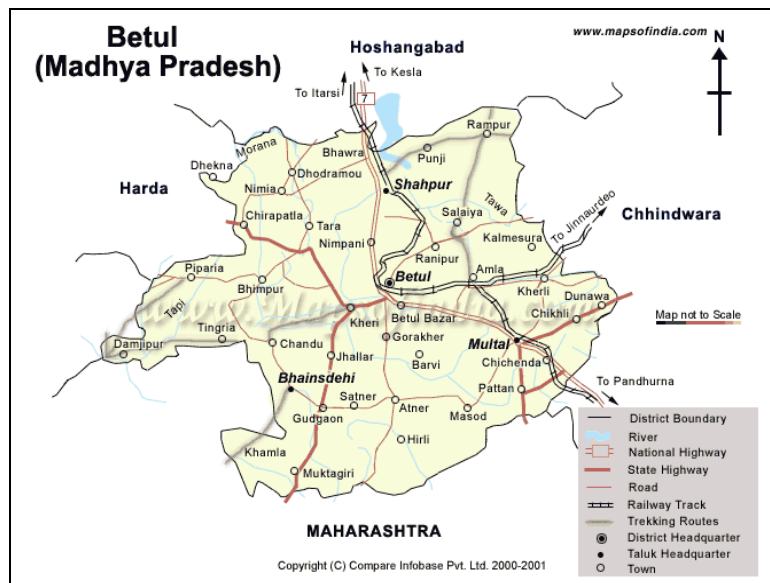 Betul
(Madhya Pradesh)
Hoshangabad
www.mapsofindia.com
N
To Kesla
To Itarsi
7
Rampur
Morana
Bhawra
Punji
Dhekna
Dhodramou
Harda
Nimia
Shahpur
Tawa
Chirapatla
Salaiya
Chhindwara
Tara
To Jinnaurdeo
Nimpani
Kalmesura
Ranipur
Piparia
Betul
Amla
Bhimpur
Kherli
Dunawa
Tapi
www.MapsofIndia.com
Kheri
Betul Bazar
Chikhli
Map not to Scale
Tingria
Gorakher
Damjipur
Chandu
Multal
Jhallar
Barvi
Chichenda
Bhainsdehi
To Pandhurna
Satner
Pattan
Gudgaon
Atner
Masod
Hirli
Khamla
Muktagiri
District Boundary
River
National Highway
State Highway
Road
Railway Track
Trekking Routes
District Headquarter
Taluk Headquarter
Town
MAHARASHTRA
Copyright (C) Compare Infobase Pvt. Ltd. 2000-2001